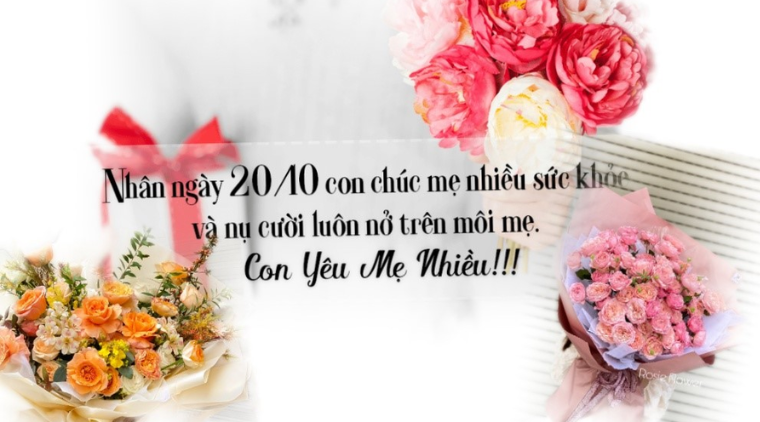 Nhân ngày 20/10 con chúc mẹ nhiều sức khỏe
và nụ cười luôn nở trên môi mẹ.
Con Yêu Mẹ Nhiều!!!